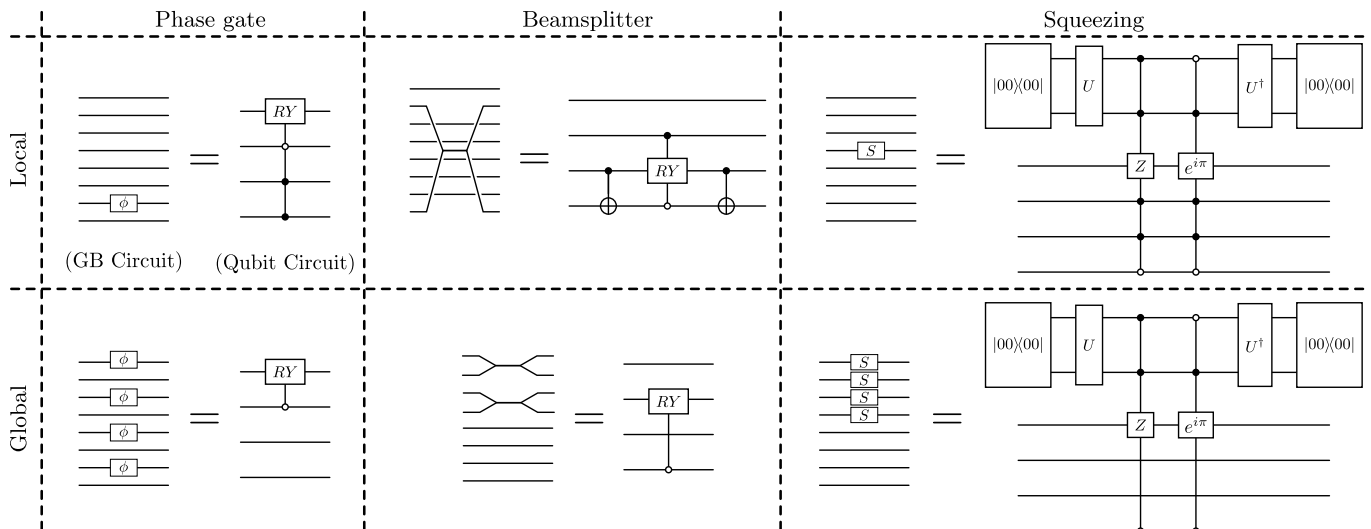 Phase gate
Beamsplitter
Squeezing
Local
ϕ
=
RY
=
RY
S
=
|00⟩⟨00|
U
Z
e^{iπ}
U†
|00⟩⟨00|
(GB Circuit)
(Qubit Circuit)
Global
ϕ
ϕ
ϕ
ϕ
=
RY
=
RY
S
S
S
S
=
|00⟩⟨00|
U
Z
e^{iπ}
U†
|00⟩⟨00|